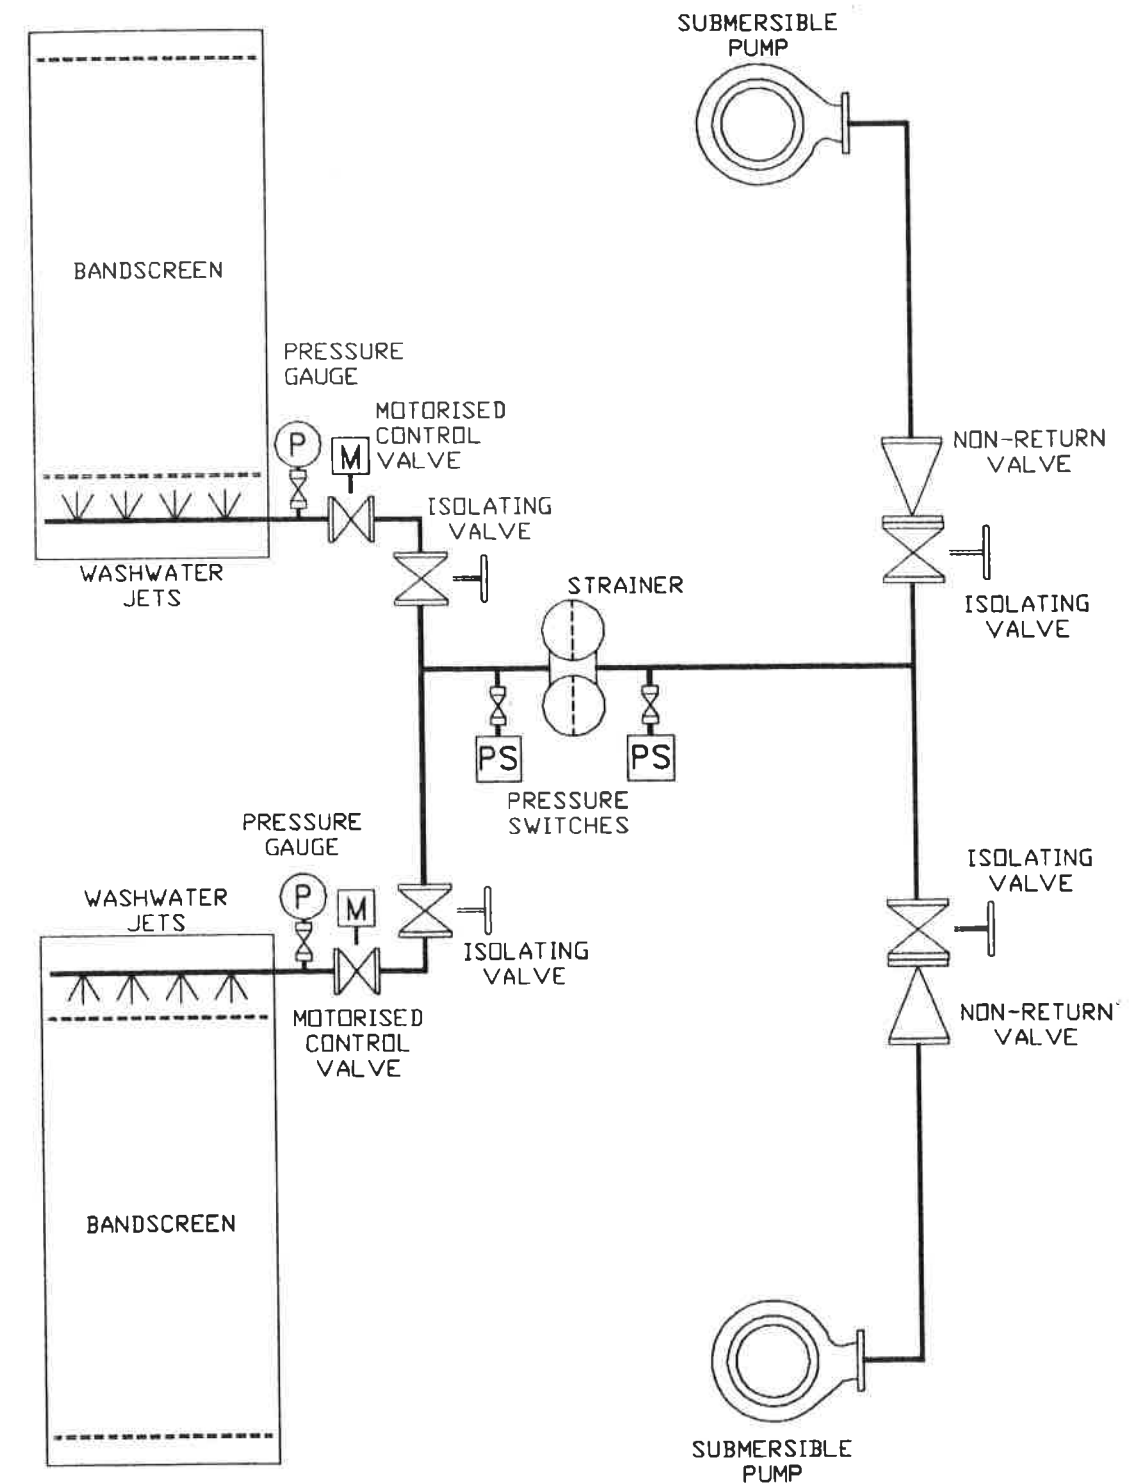 SUBMERSIBLE
PUMP
BANDSCREEN
PRESSURE
GAUGE
P
MOTORISED
CONTROL
VALVE
M
NON-RETURN
VALVE
ISOLATING
VALVE
WASHWATER
JETS
STRAINER
ISOLATING
VALVE
PS
PS
PRESSURE
SWITCHES
PRESSURE
GAUGE
P
M
WASHWATER
JETS
ISOLATING
VALVE
ISOLATING
VALVE
MOTORISED
CONTROL
VALVE
NON-RETURN
VALVE
BANDSCREEN
SUBMERSIBLE
PUMP